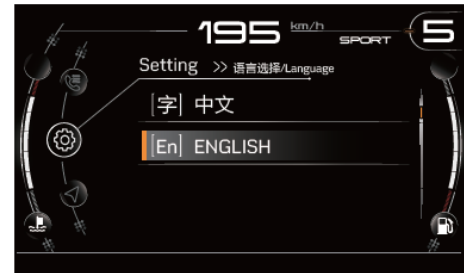 195 km/h SPORT 5
Setting >> 语言选择/Language
[字] 中文
[En] ENGLISH